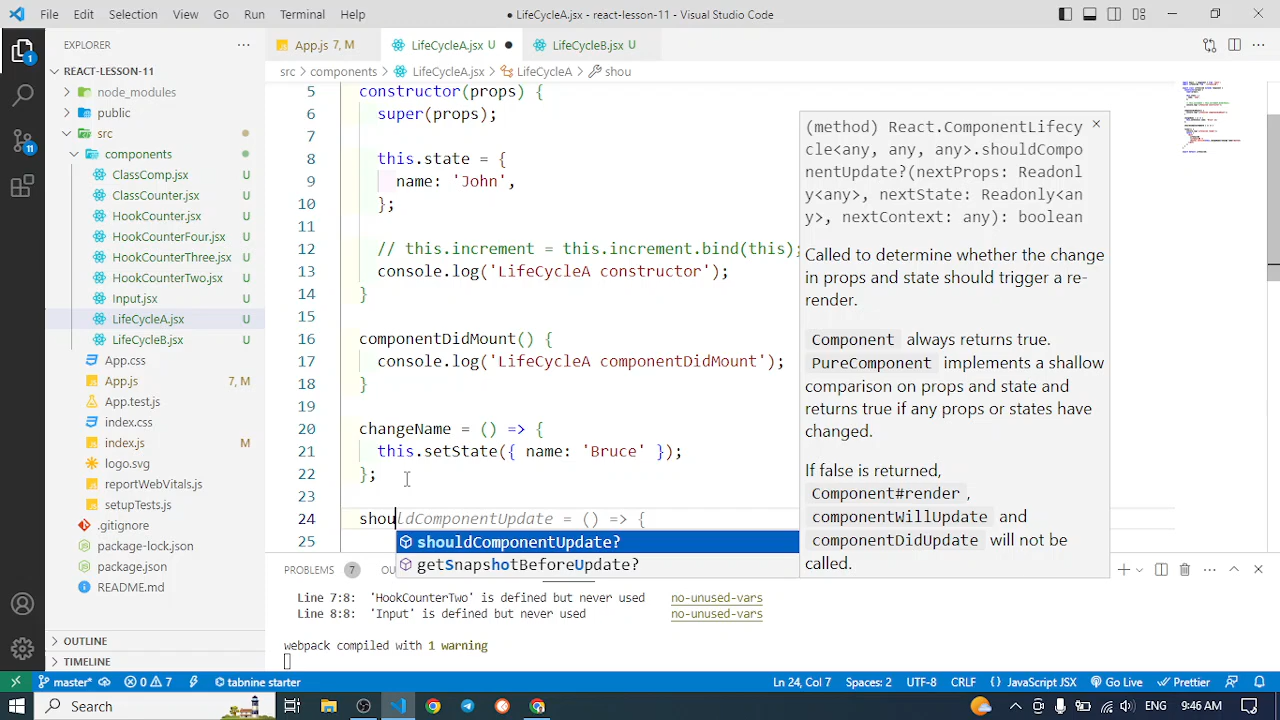 File Edit Selection View Go Run Terminal Help
● LifeCycleA.jsx - react-lesson-11 - Visual Studio Code
EXPLORER
REACT-LESSON-11
node_modules
public
src
components
ClassComp.jsx U
ClassCounter.jsx U
HookCounter.jsx U
HookCounterFour.jsx U
HookCounterThree.jsx U
HookCounterTwo.jsx U
Input.jsx U
LifeCycleA.jsx U
LifeCycleB.jsx U
App.css
App.js 7, M
App.test.js
index.css
index.js M
logo.svg
reportWebVitals.js
setupTests.js
.gitignore
package-lock.json
package.json
README.md
OUTLINE
TIMELINE
1
11
App.js 7, M LifeCycleA.jsx U ● LifeCycleB.jsx U
src > components > LifeCycleA.jsx > LifeCycleA > shou
5 constructor(props) {
6 super(props);
7
8 this.state = {
9 name: 'John',
10 };
11
12 // this.increment = this.increment.bind(this);
13 console.log('LifeCycleA constructor');
14 }
15
16 componentDidMount() {
17 console.log('LifeCycleA componentDidMount');
18 }
19
20 changeName = () => {
21 this.setState({ name: 'Bruce' });
22 };
23
24 shouldComponentUpdate = () => {
25
shouldComponentUpdate?
getSnapshotBeforeUpdate?
(method) React.ComponentLifecy
cle<any, any, any>.shouldCompo
nentUpdate?(nextProps: Readonl
y<any>, nextState: Readonly<an
y>, nextContext: any): boolean
Called to determine whether the change
in props and state should trigger a re-
render.
Component always returns true.
PureComponent implements a shallow
comparison on props and state and
returns true if any props or states have
changed.
If false is returned,
Component#render ,
componentWillUpdate and
componentDidUpdate will not be
called.
PROBLEMS 7 OU
Line 7:8: 'HookCounterTwo' is defined but never used no-unused-vars
Line 8:8: 'Input' is defined but never used no-unused-vars
webpack compiled with 1 warning
master* 0 7 tabnine starter Ln 24, Col 7 Spaces: 2 UTF-8 CRLF {} JavaScript JSX Go Live Prettier
Search ENG 9:46 AM